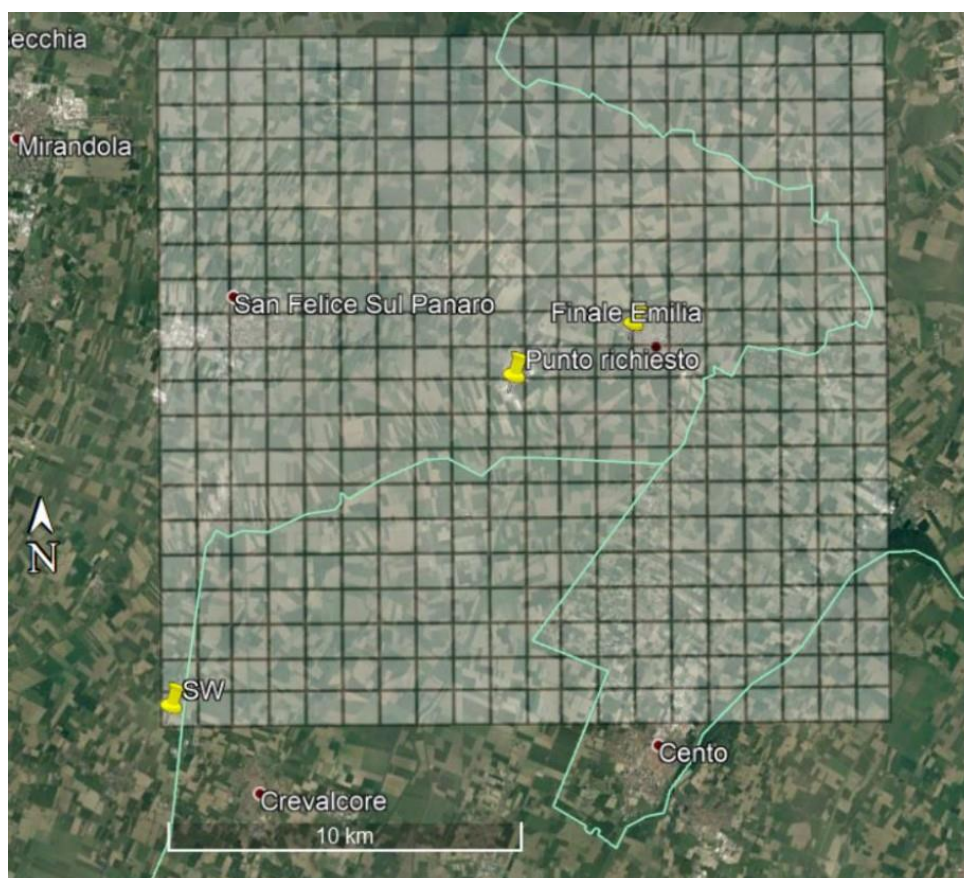 ecchia
Mirandola
San Felice Sul Panaro
Finale Emilia
Punto richiesto
N
SW
Cento
Crevalcore
10 km